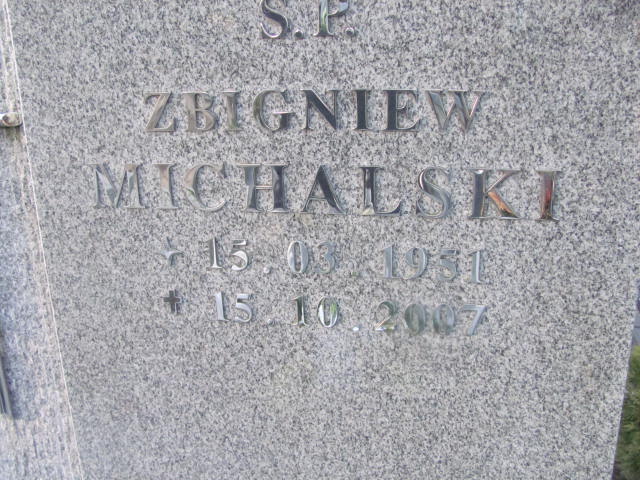 Ś.P.
ZBIGNIEW
MICHALSKI
* 15.03.1951
✝ 15.10.2007